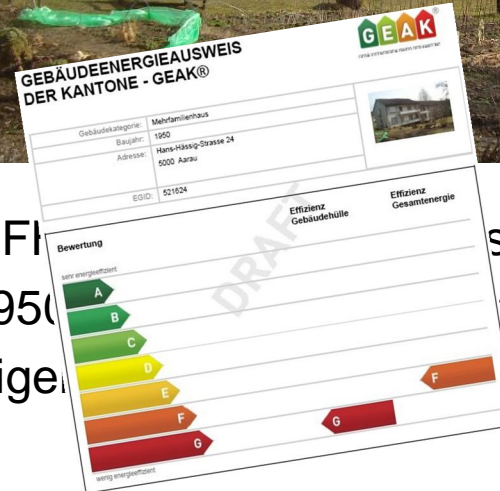 GEBÄUDEENERGIEAUSWEIS
DER KANTONE - GEAK®
GEAK
Gebäudekategorie: Mehrfamilienhaus
Baujahr: 1950
Adresse: Hans-Hässig-Strasse 24
5000 Aarau
EGID: 521624
Bewertung
Effizienz
Gebäudehülle
Effizienz
Gesamtenergie
sehr energieeffizient
A
B
C
D
E
F
F
G
G
wenig energieeffizient
DRAFT